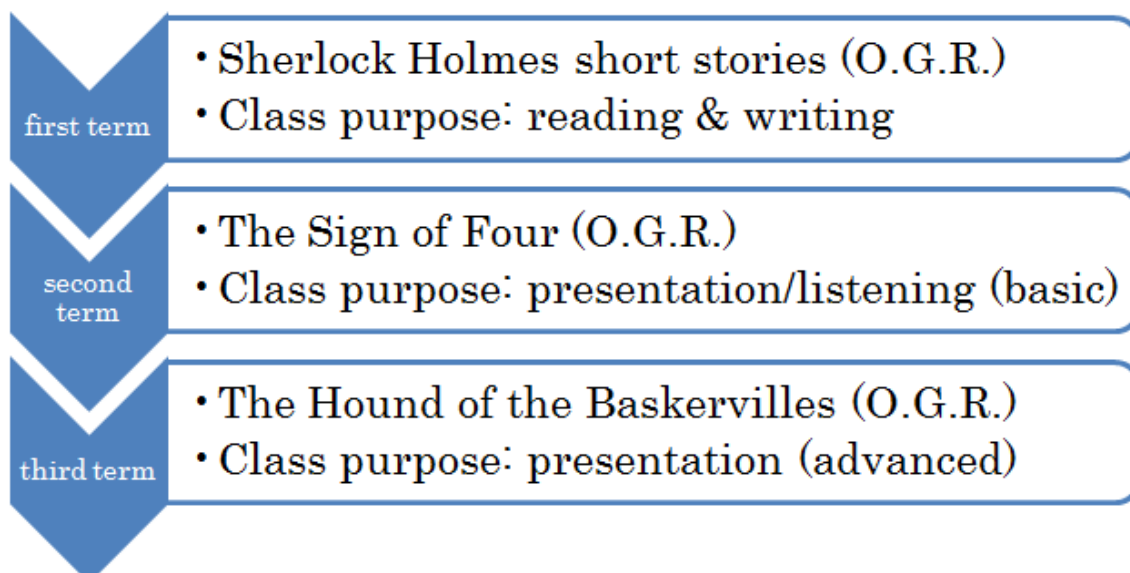 first term
• Sherlock Holmes short stories (O.G.R.)
• Class purpose: reading & writing
second
term
• The Sign of Four (O.G.R.)
• Class purpose: presentation/listening (basic)
third term
• The Hound of the Baskervilles (O.G.R.)
• Class purpose: presentation (advanced)